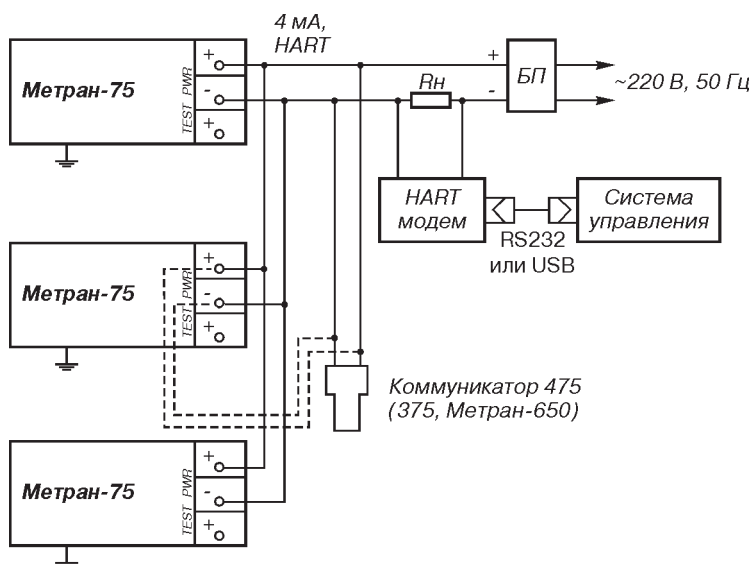 4 мА,
HART
Метран-75
+
-
+
TEST PWR
Rн
+
-
БП
~220 В, 50 Гц
HART
модем
RS232
или USB
Система
управления
Метран-75
+
-
+
TEST PWR
Коммуникатор 475
(375, Метран-650)
Метран-75
+
-
+
TEST PWR